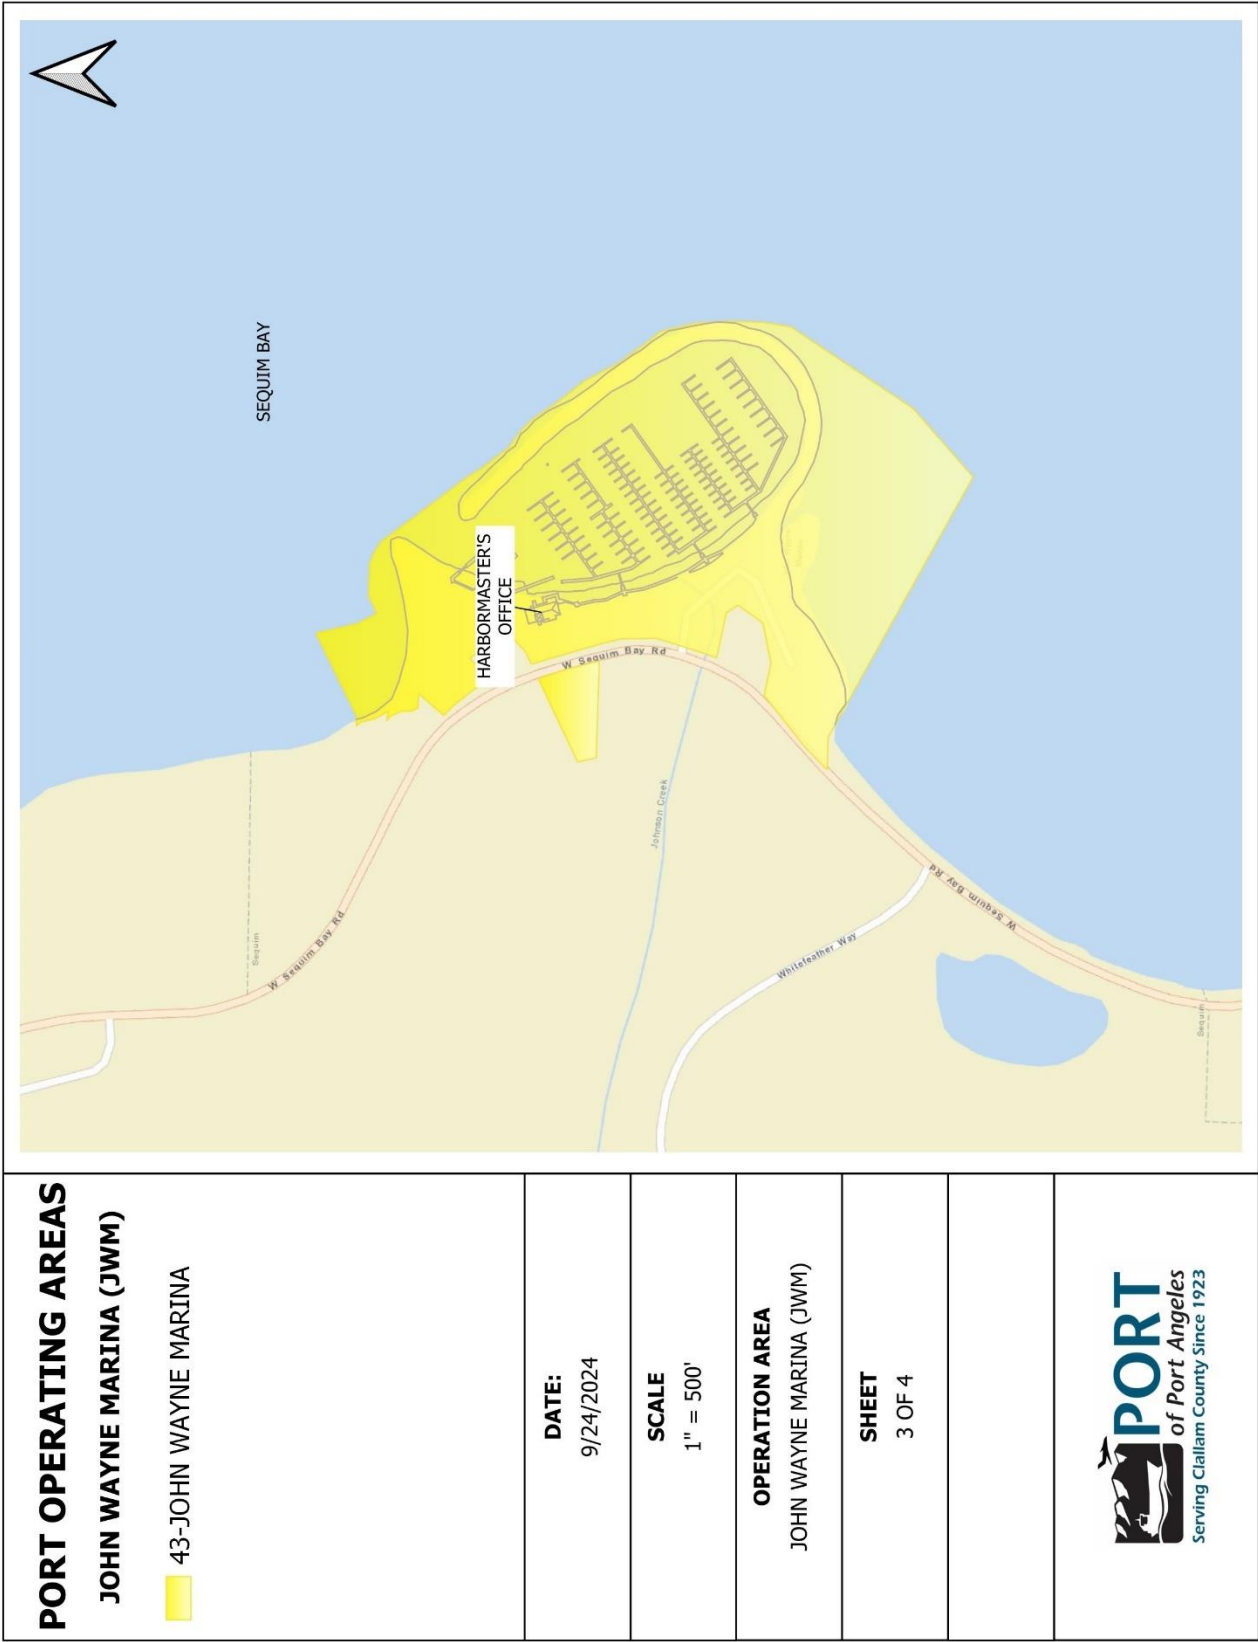 PORT OPERATING AREAS
JOHN WAYNE MARINA (JWM)
43-JOHN WAYNE MARINA
DATE:
9/24/2024
SCALE
1" = 500'
OPERATION AREA
JOHN WAYNE MARINA (JWM)
SHEET
3 OF 4
PORT
of Port Angeles
Serving Clallam County Since 1923
SEQUIM BAY
HARBORMASTER'S
OFFICE
W Sequim Bay Rd
W Sequim Bay Rd
W Sequim Bay Rd
Sequim
Johnson Creek
Whitefeather Way
Sequim